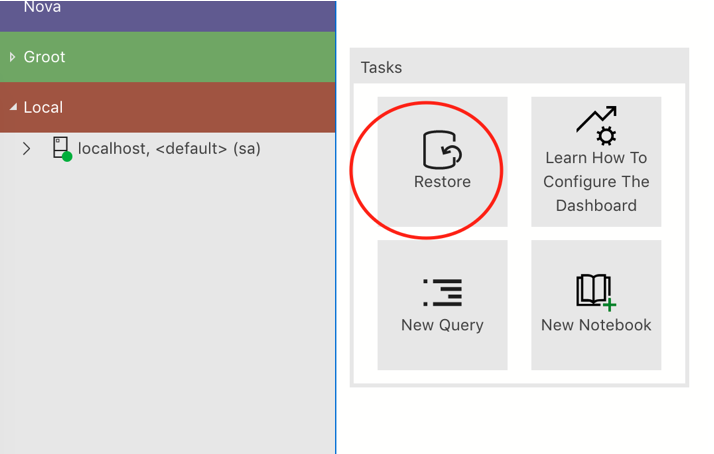 Nova
Groot
Local
localhost, <default> (sa)
Tasks
Restore
Learn How To
Configure The
Dashboard
New Query
New Notebook